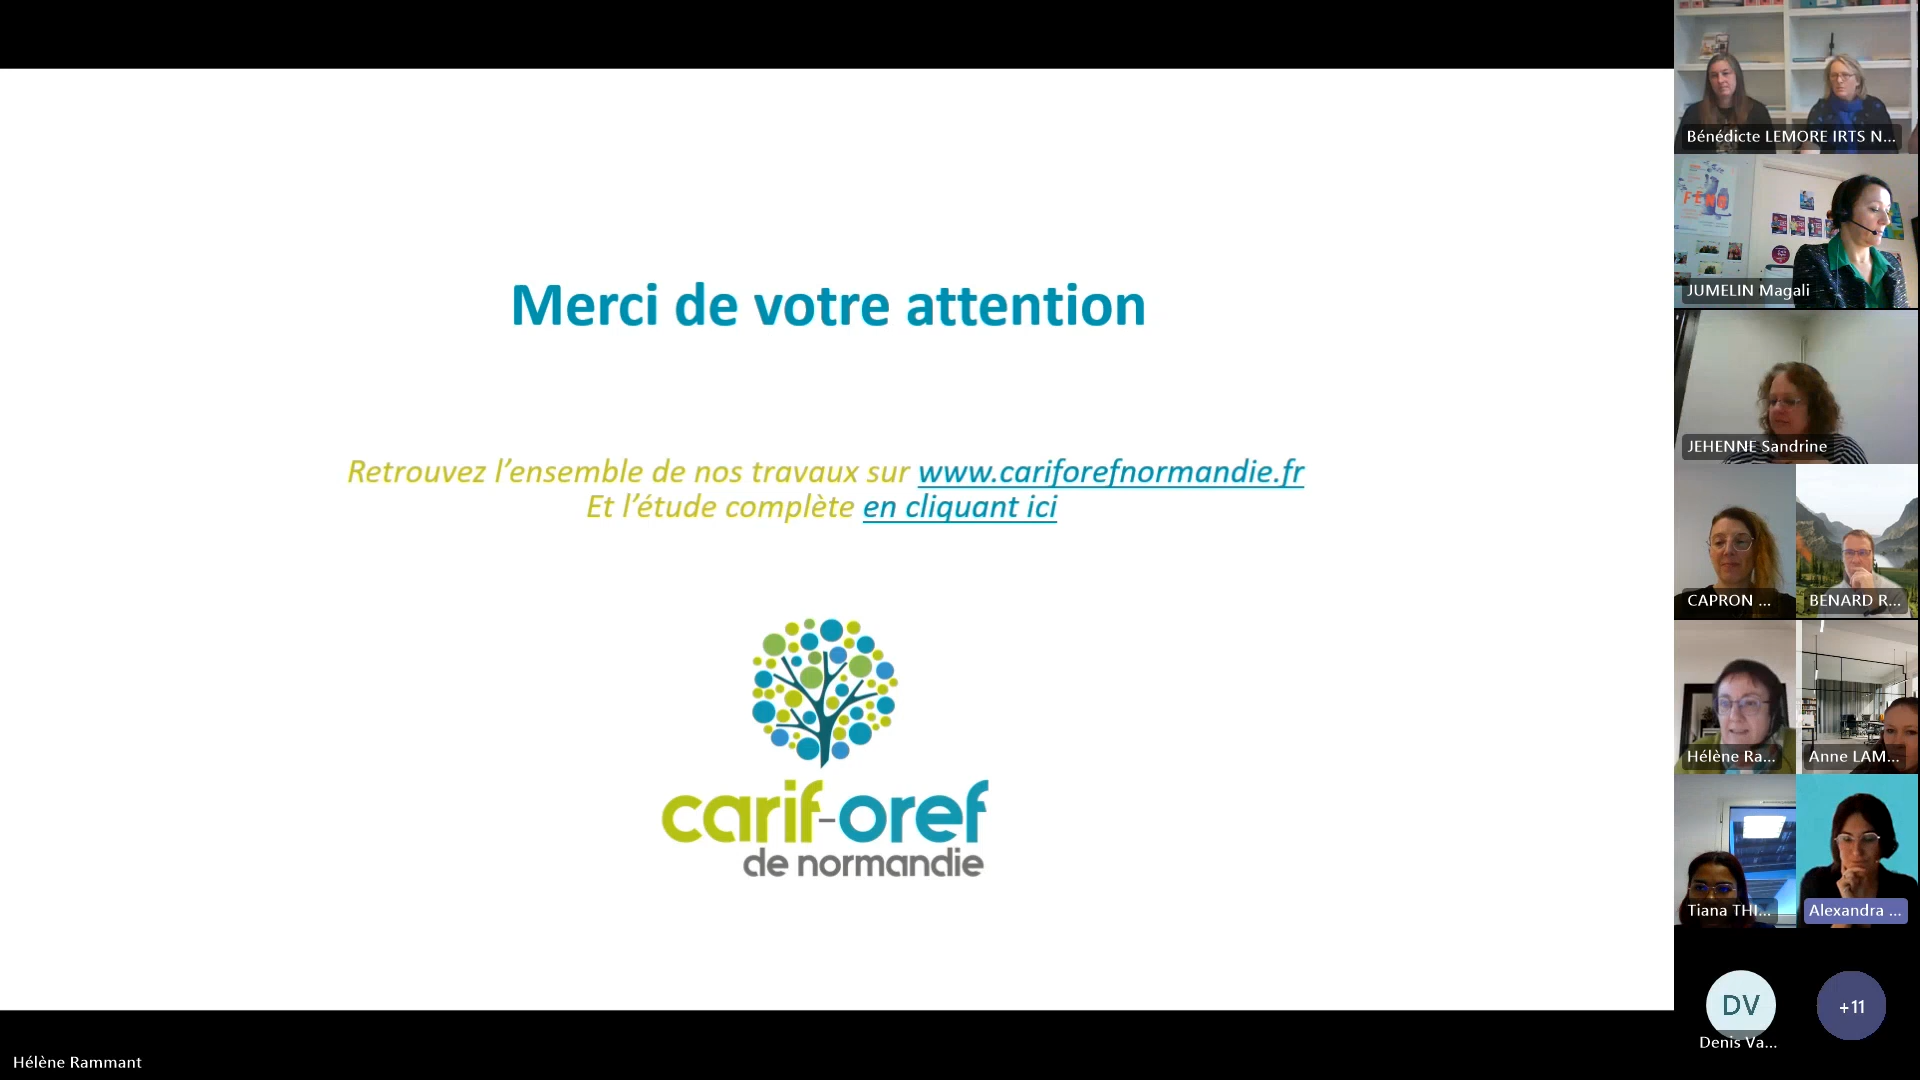 Merci de votre attention
Retrouvez l’ensemble de nos travaux sur www.cariforefnormandie.fr
Et l’étude complète en cliquant ici
carif-oref
de normandie
Hélène Rammant
Bénédicte LEMORE IRTS N...
FENO
JUMELIN Magali
JEHENNE Sandrine
CAPRON ...
BENARD R...
Hélène Ra...
Anne LAM...
Tiana THI...
Alexandra ...
DV
Denis Va...
+11